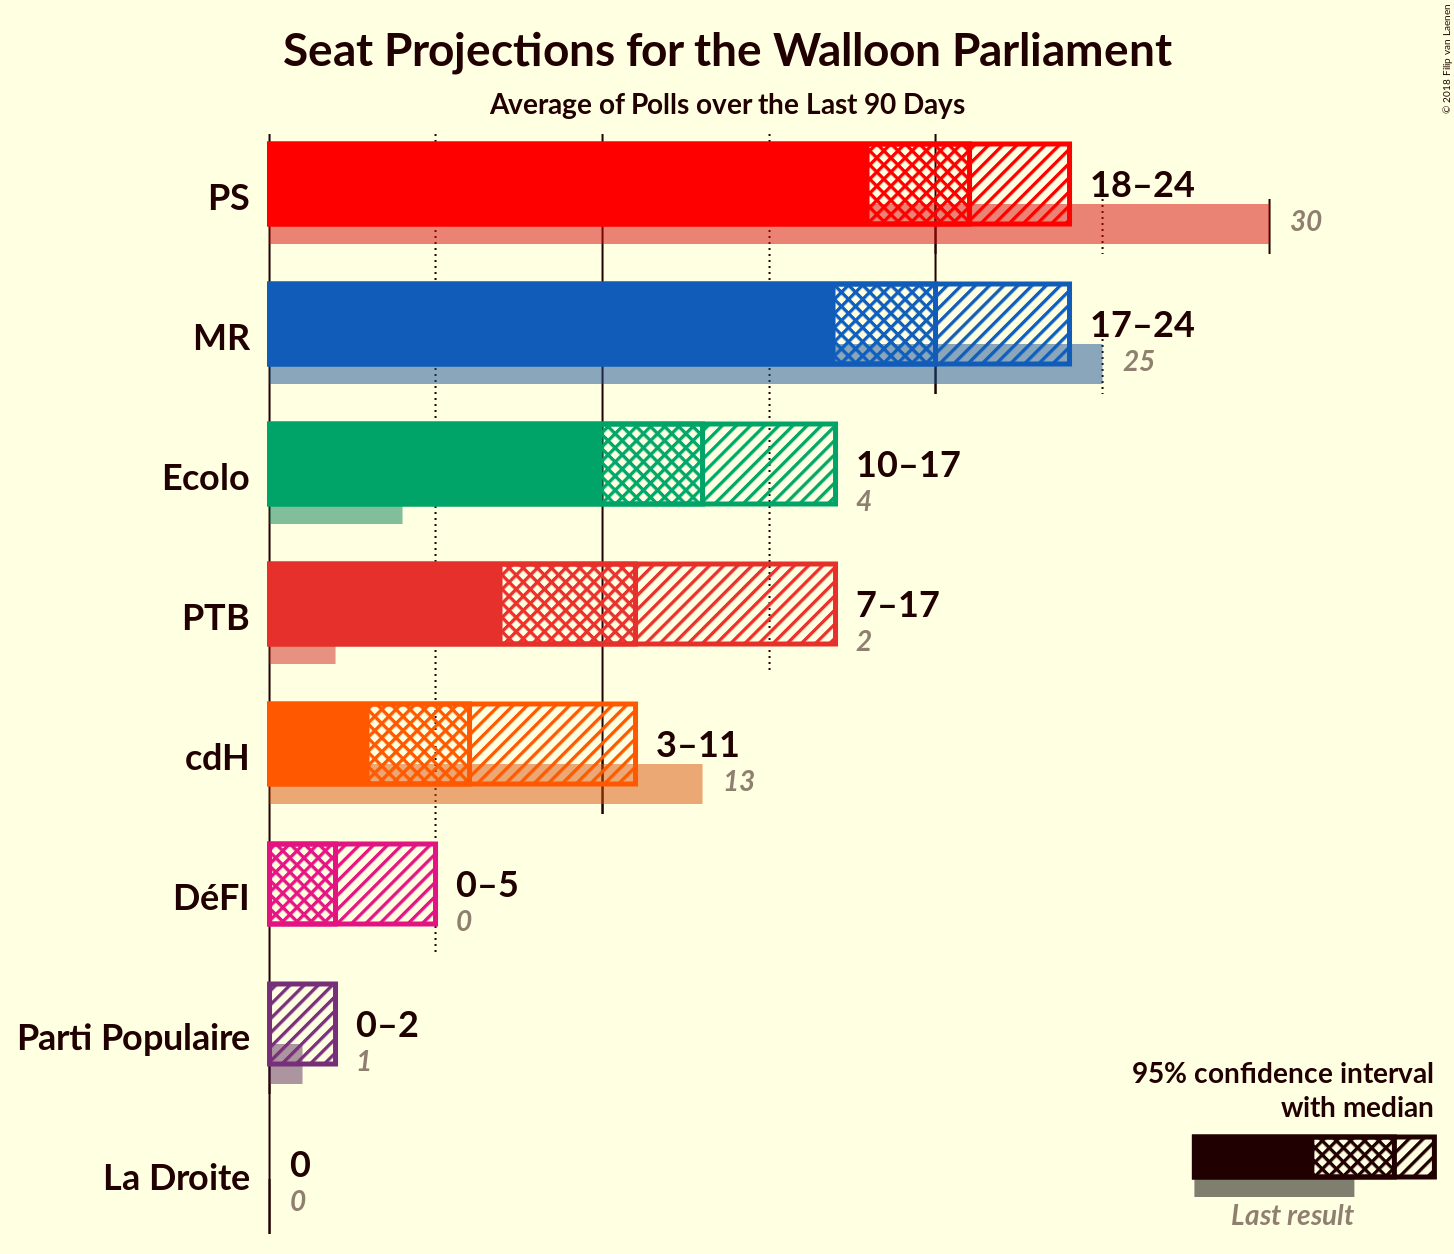 Seat Projections for the Walloon Parliament
Average of Polls over the Last 90 Days
© 2018 Filip van Laenen
PS
18–24
30
MR
17–24
25
Ecolo
10–17
4
PTB
7–17
2
cdH
3–11
13
DéFI
0–5
0
Parti Populaire
0–2
1
La Droite
0
0
95% confidence interval
with median
Last result